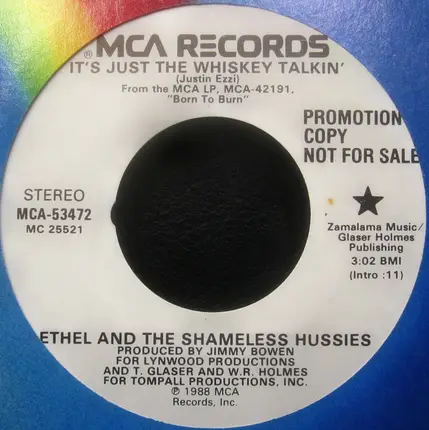 ® MCA RECORDS
IT'S JUST THE WHISKEY TALKIN'
(Justin Ezzi)
From the MCA LP, MCA-42191,
"Born To Burn"
PROMOTION
COPY
NOT FOR SALE
STEREO
MCA-53472
MC 25521
Zamalama Music/
Glaser Holmes
Publishing
3:02 BMI
(Intro :11)
ETHEL AND THE SHAMELESS HUSSIES
PRODUCED BY JIMMY BOWEN
FOR LYNWOOD PRODUCTIONS
AND T. GLASER AND W.R. HOLMES
FOR TOMPALL PRODUCTIONS, INC.
℗ 1988 MCA
Records, Inc.